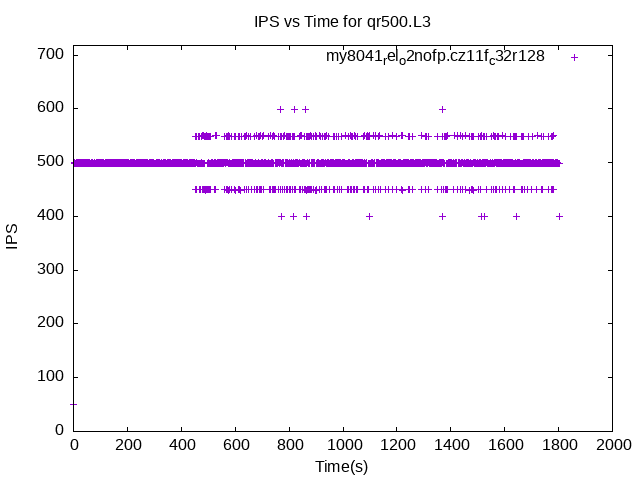 IPS vs Time for qr500.L3
my8041relo2nofp.cz11fc32r128
700
600
500
400
300
200
100
0
IPS
0 200 400 600 800 1000 1200 1400 1600 1800 2000
Time(s)